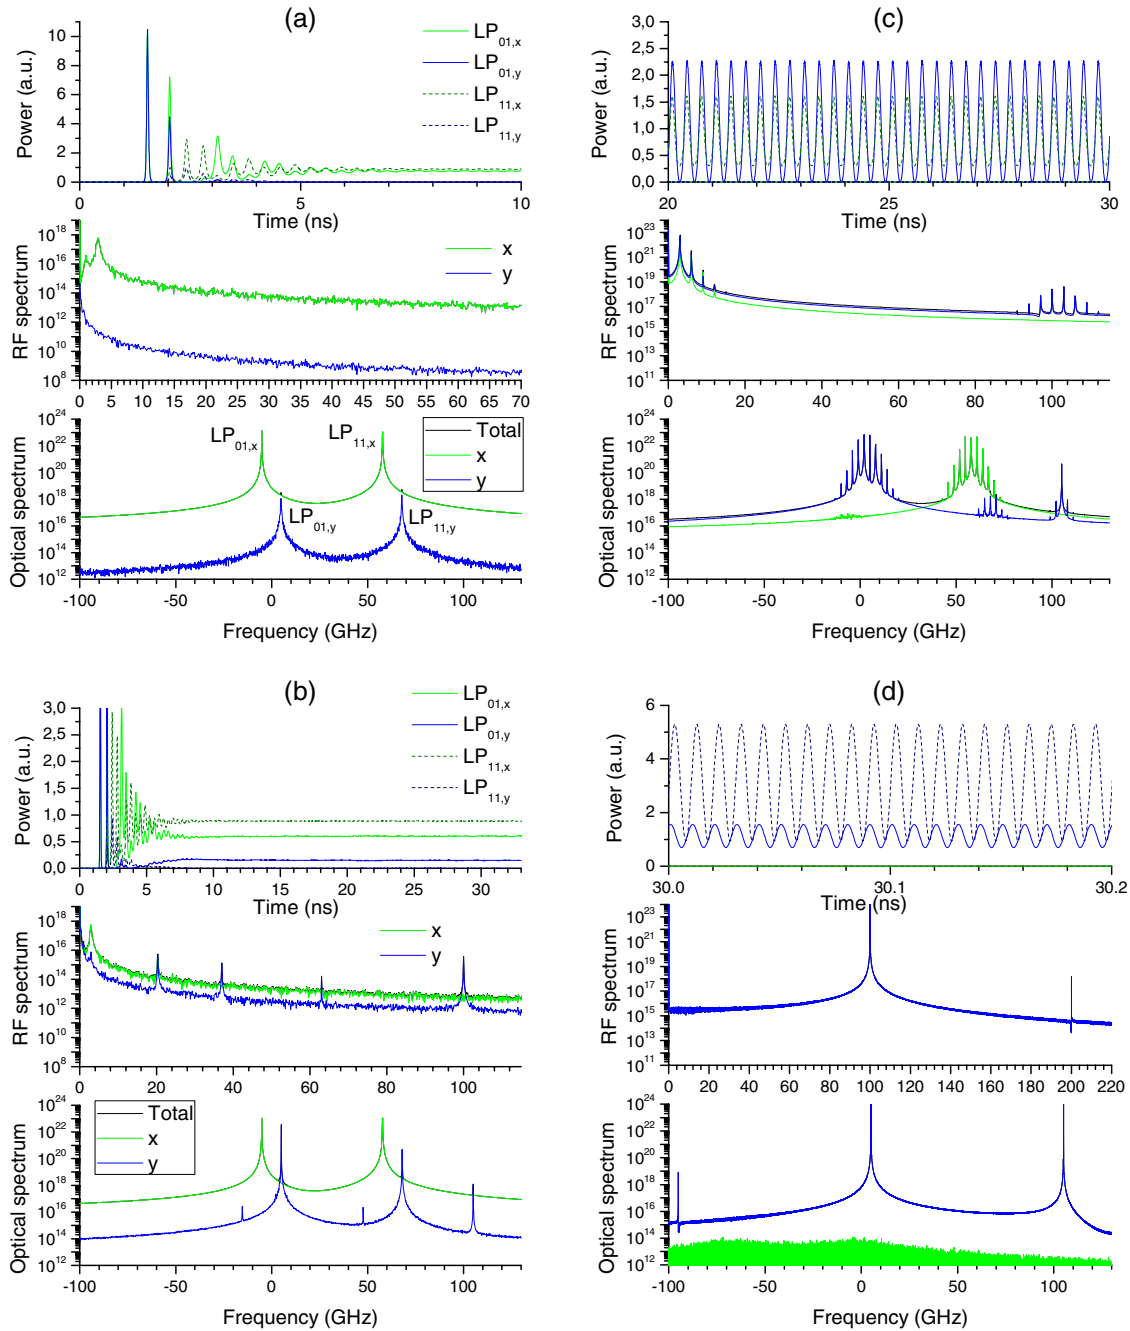 (a)
LP01,x
LP01,y
LP11,x
LP11,y
Power (a.u.)
10
8
6
4
2
0
5
10
Time (ns)
RF spectrum
10^18
10^16
10^14
10^12
10^10
10^8
x
y
0 5 10 15 20 25 30 35 40 45 50 55 60 65 70
Optical spectrum
10^24
10^22
10^20
10^18
10^16
10^14
10^12
LP01,x
LP11,x
Total
x
y
LP01,y
LP11,y
-100 -50 0 50 100
Frequency (GHz)
(c)
Power (a.u.)
3,0
2,5
2,0
1,5
1,0
0,5
0,0
20 25 30
Time (ns)
RF spectrum
10^23
10^21
10^19
10^17
10^15
10^13
10^11
0 20 40 60 80 100
Optical spectrum
10^24
10^22
10^20
10^18
10^16
10^14
10^12
-100 -50 0 50 100
Frequency (GHz)
(b)
LP01,x
LP01,y
LP11,x
LP11,y
Power (a.u.)
3,0
2,5
2,0
1,5
1,0
0,5
0,0
0 5 10 15 20 25 30
Time (ns)
RF spectrum
10^18
10^16
10^14
10^12
10^10
10^8
x
y
0 20 40 60 80 100
Optical spectrum
10^24
10^22
10^20
10^18
10^16
10^14
10^12
Total
x
y
-100 -50 0 50 100
Frequency (GHz)
(d)
Power (a.u.)
6
4
2
0
30.0 30.1 30.2
Time (ns)
RF spectrum
10^23
10^21
10^19
10^17
10^15
10^13
10^11
0 20 40 60 80 100 120 140 160 180 200 220
Optical spectrum
10^24
10^22
10^20
10^18
10^16
10^14
10^12
-100 -50 0 50 100
Frequency (GHz)